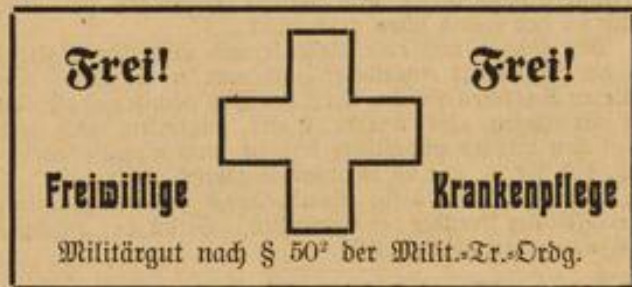 Frei! Frei!
Freiwillige Krankenpflege
Militärgut nach § 50² der Milit.-Tr.-Ordg.